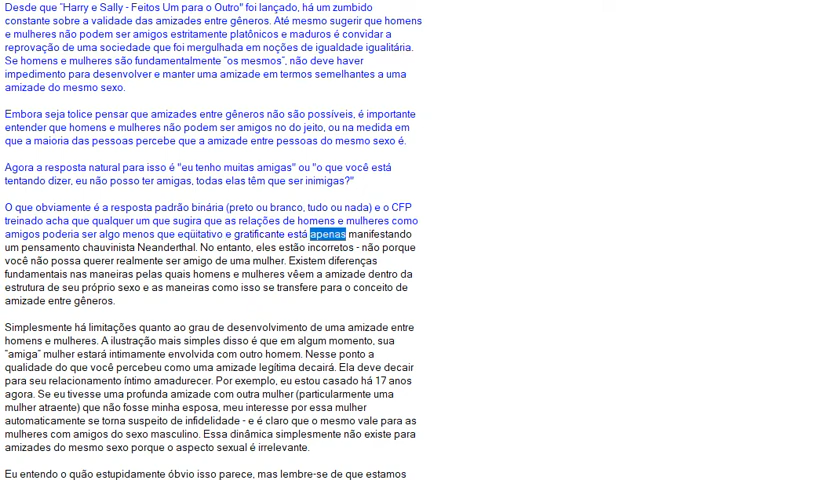 Desde que "Harry e Sally - Feitos Um para o Outro" foi lançado, há um zumbido
constante sobre a validade das amizades entre gêneros. Até mesmo sugerir que homens
e mulheres não podem ser amigos estritamente platônicos e maduros é convidar a
reprovação de uma sociedade que foi mergulhada em noções de igualdade igualitária.
Se homens e mulheres são fundamentalmente "os mesmos", não deve haver
impedimento para desenvolver e manter uma amizade em termos semelhantes a uma
amizade do mesmo sexo.
Embora seja tolice pensar que amizades entre gêneros não são possíveis, é importante
entender que homens e mulheres não podem ser amigos no do jeito, ou na medida em
que a maioria das pessoas percebe que a amizade entre pessoas do mesmo sexo é.
Agora a resposta natural para isso é "eu tenho muitas amigas" ou "o que você está
tentando dizer, eu não posso ter amigas, todas elas têm que ser inimigas?"
O que obviamente é a resposta padrão binária (preto ou branco, tudo ou nada) e o CFP
treinado acha que qualquer um que sugira que as relações de homens e mulheres como
amigos poderia ser algo menos que eqüitativo e gratificante está apenas manifestando
um pensamento chauvinista Neanderthal. No entanto, eles estão incorretos - não porque
você não possa querer realmente ser amigo de uma mulher. Existem diferenças
fundamentais nas maneiras pelas quais homens e mulheres vêem a amizade dentro da
estrutura de seu próprio sexo e as maneiras como isso se transfere para o conceito de
amizade entre gêneros.
Simplesmente há limitações quanto ao grau de desenvolvimento de uma amizade entre
homens e mulheres. A ilustração mais simples disso é que em algum momento, sua
"amiga" mulher estará intimamente envolvida com outro homem. Nesse ponto a
qualidade do que você percebeu como uma amizade legítima decairá. Ela deve decair
para seu relacionamento íntimo amadurecer. Por exemplo, eu estou casado há 17 anos
agora. Se eu tivesse uma profunda amizade com outra mulher (particularmente uma
mulher atraente) que não fosse minha esposa, meu interesse por essa mulher
automaticamente se torna suspeito de infidelidade - e é claro que o mesmo vale para as
mulheres com amigos do sexo masculino. Essa dinâmica simplesmente não existe para
amizades do mesmo sexo porque o aspecto sexual é irrelevante.
Eu entendo o quão estupidamente óbvio isso parece, mas lembre-se de que estamos